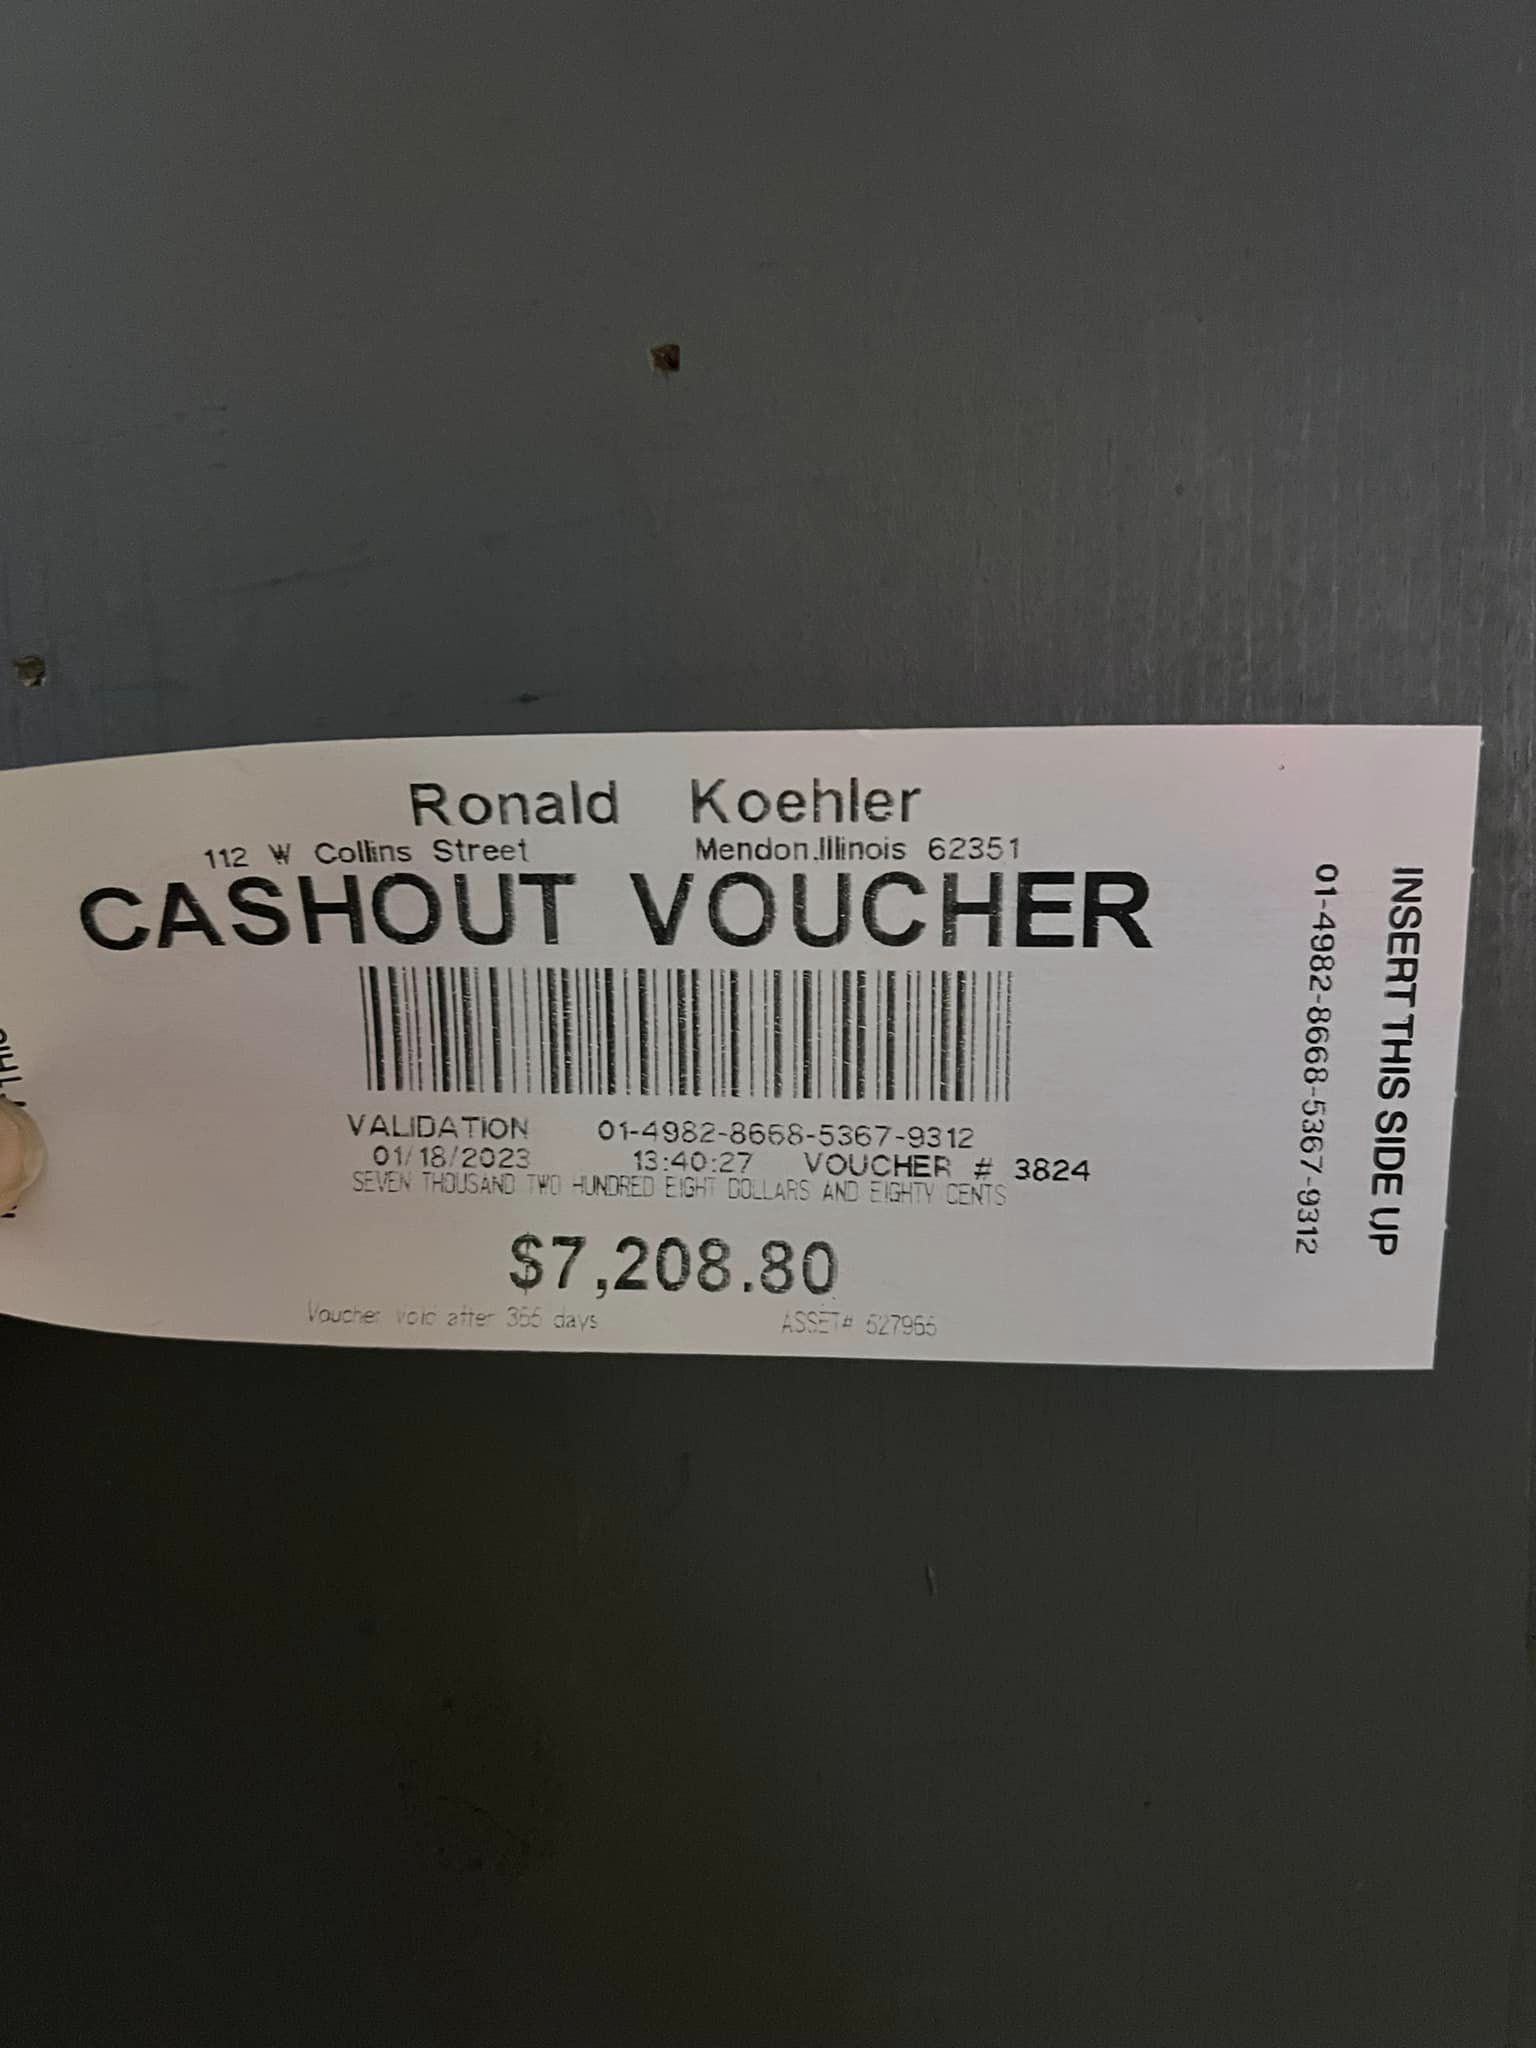 Ronald Koehler
112 W Collins Street Mendon.Illinois 62351
CASHOUT VOUCHER
VALIDATION 01-4982-8668-5367-9312
01/18/2023 13:40:27 VOUCHER # 3824
SEVEN THOUSAND TWO HUNDRED EIGHT DOLLARS AND EIGHTY CENTS
$7,208.80
Voucher void after 365 days ASSET# 527965
INSERT THIS SIDE UP
01-4982-8668-5367-9312